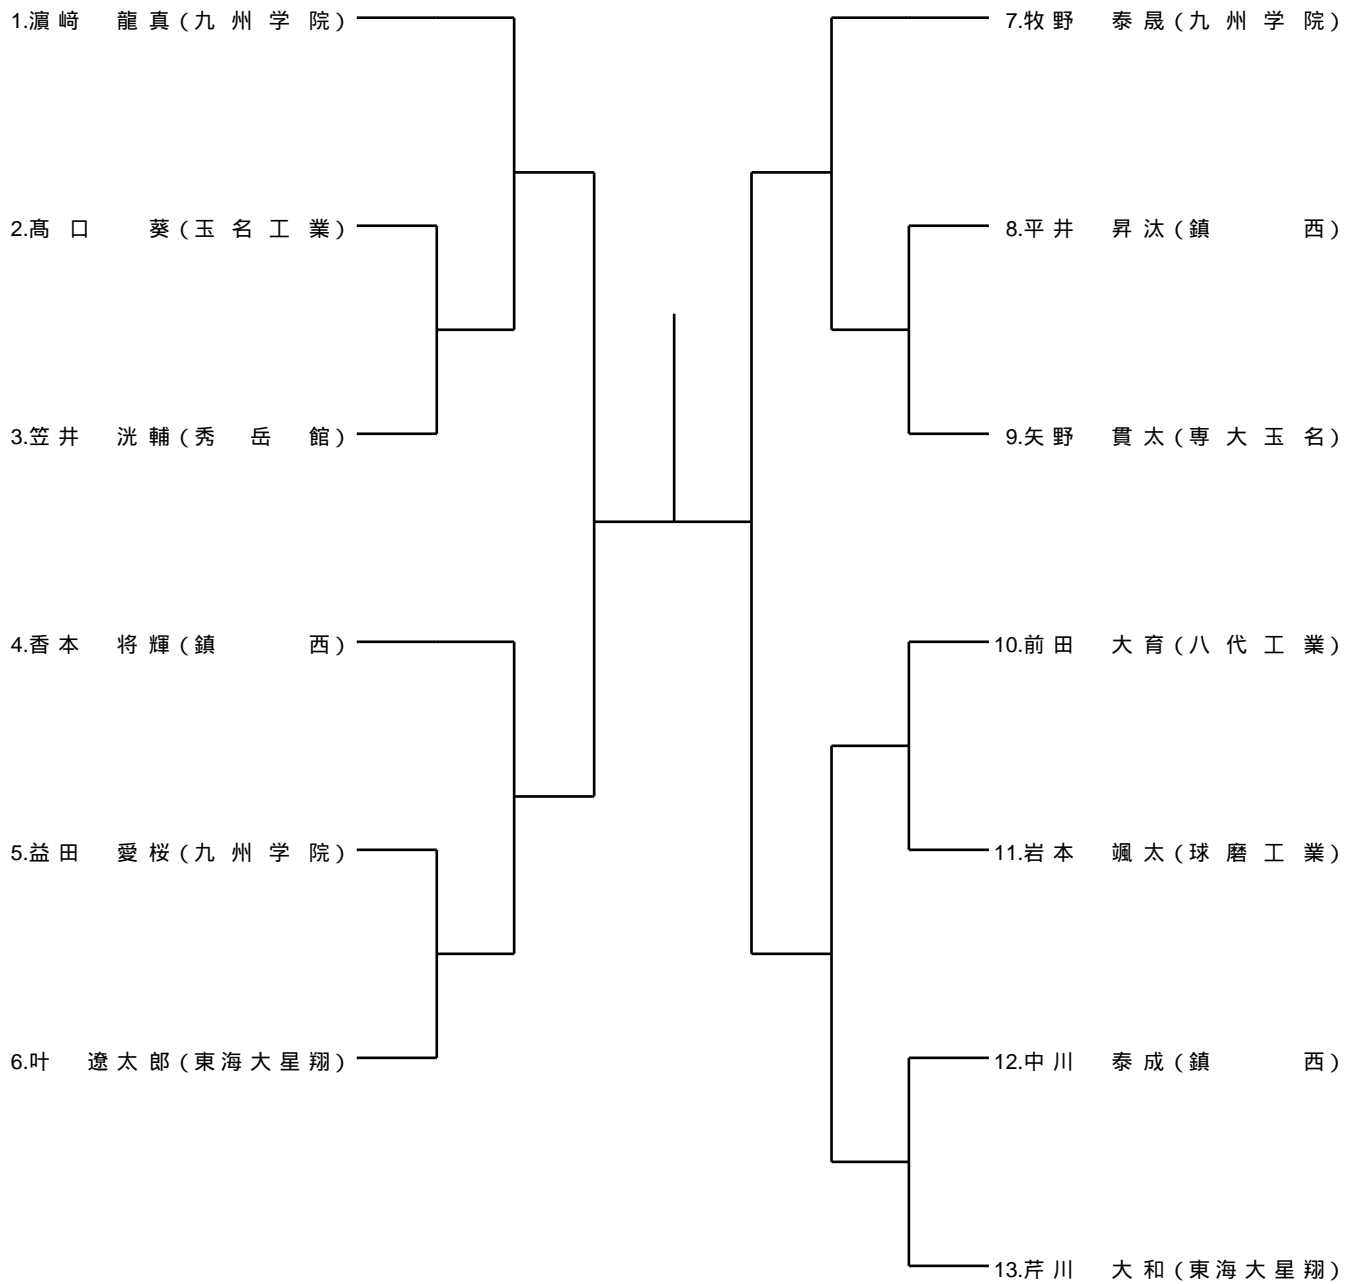 1.濵﨑 龍真(九州学院)
2.髙口 葵(玉名工業)
3.笠井 洸輔(秀岳館)
4.香本 将輝(鎮西)
5.益田 愛桜(九州学院)
6.叶 遼太郎(東海大星翔)
7.牧野 泰晟(九州学院)
8.平井 昇汰(鎮西)
9.矢野 貫太(専大玉名)
10.前田 大育(八代工業)
11.岩本 颯太(球磨工業)
12.中川 泰成(鎮西)
13.芹川 大和(東海大星翔)